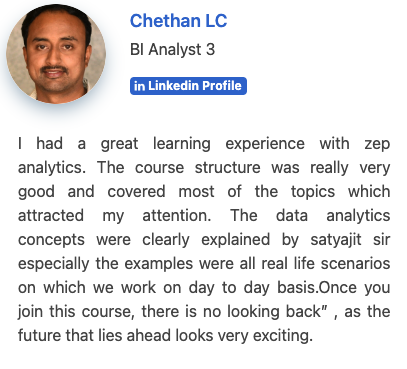 Chethan LC
BI Analyst 3
in Linkedin Profile
I had a great learning experience with zep
analytics. The course structure was really very
good and covered most of the topics which
attracted my attention. The data analytics
concepts were clearly explained by satyajit sir
especially the examples were all real life scenarios
on which we work on day to day basis.Once you
join this course, there is no looking back” , as the
future that lies ahead looks very exciting.